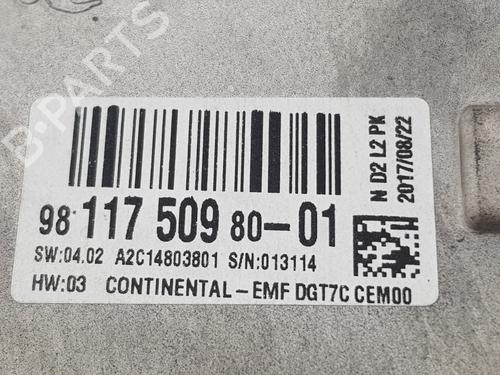 B-PARTS
98 117 509 80-01
SW:04.02 A2C14803801 S/N:013114
HW:03 CONTINENTAL-EMF DGT7C CEM00
N D2 L2 PK
2017/08/22